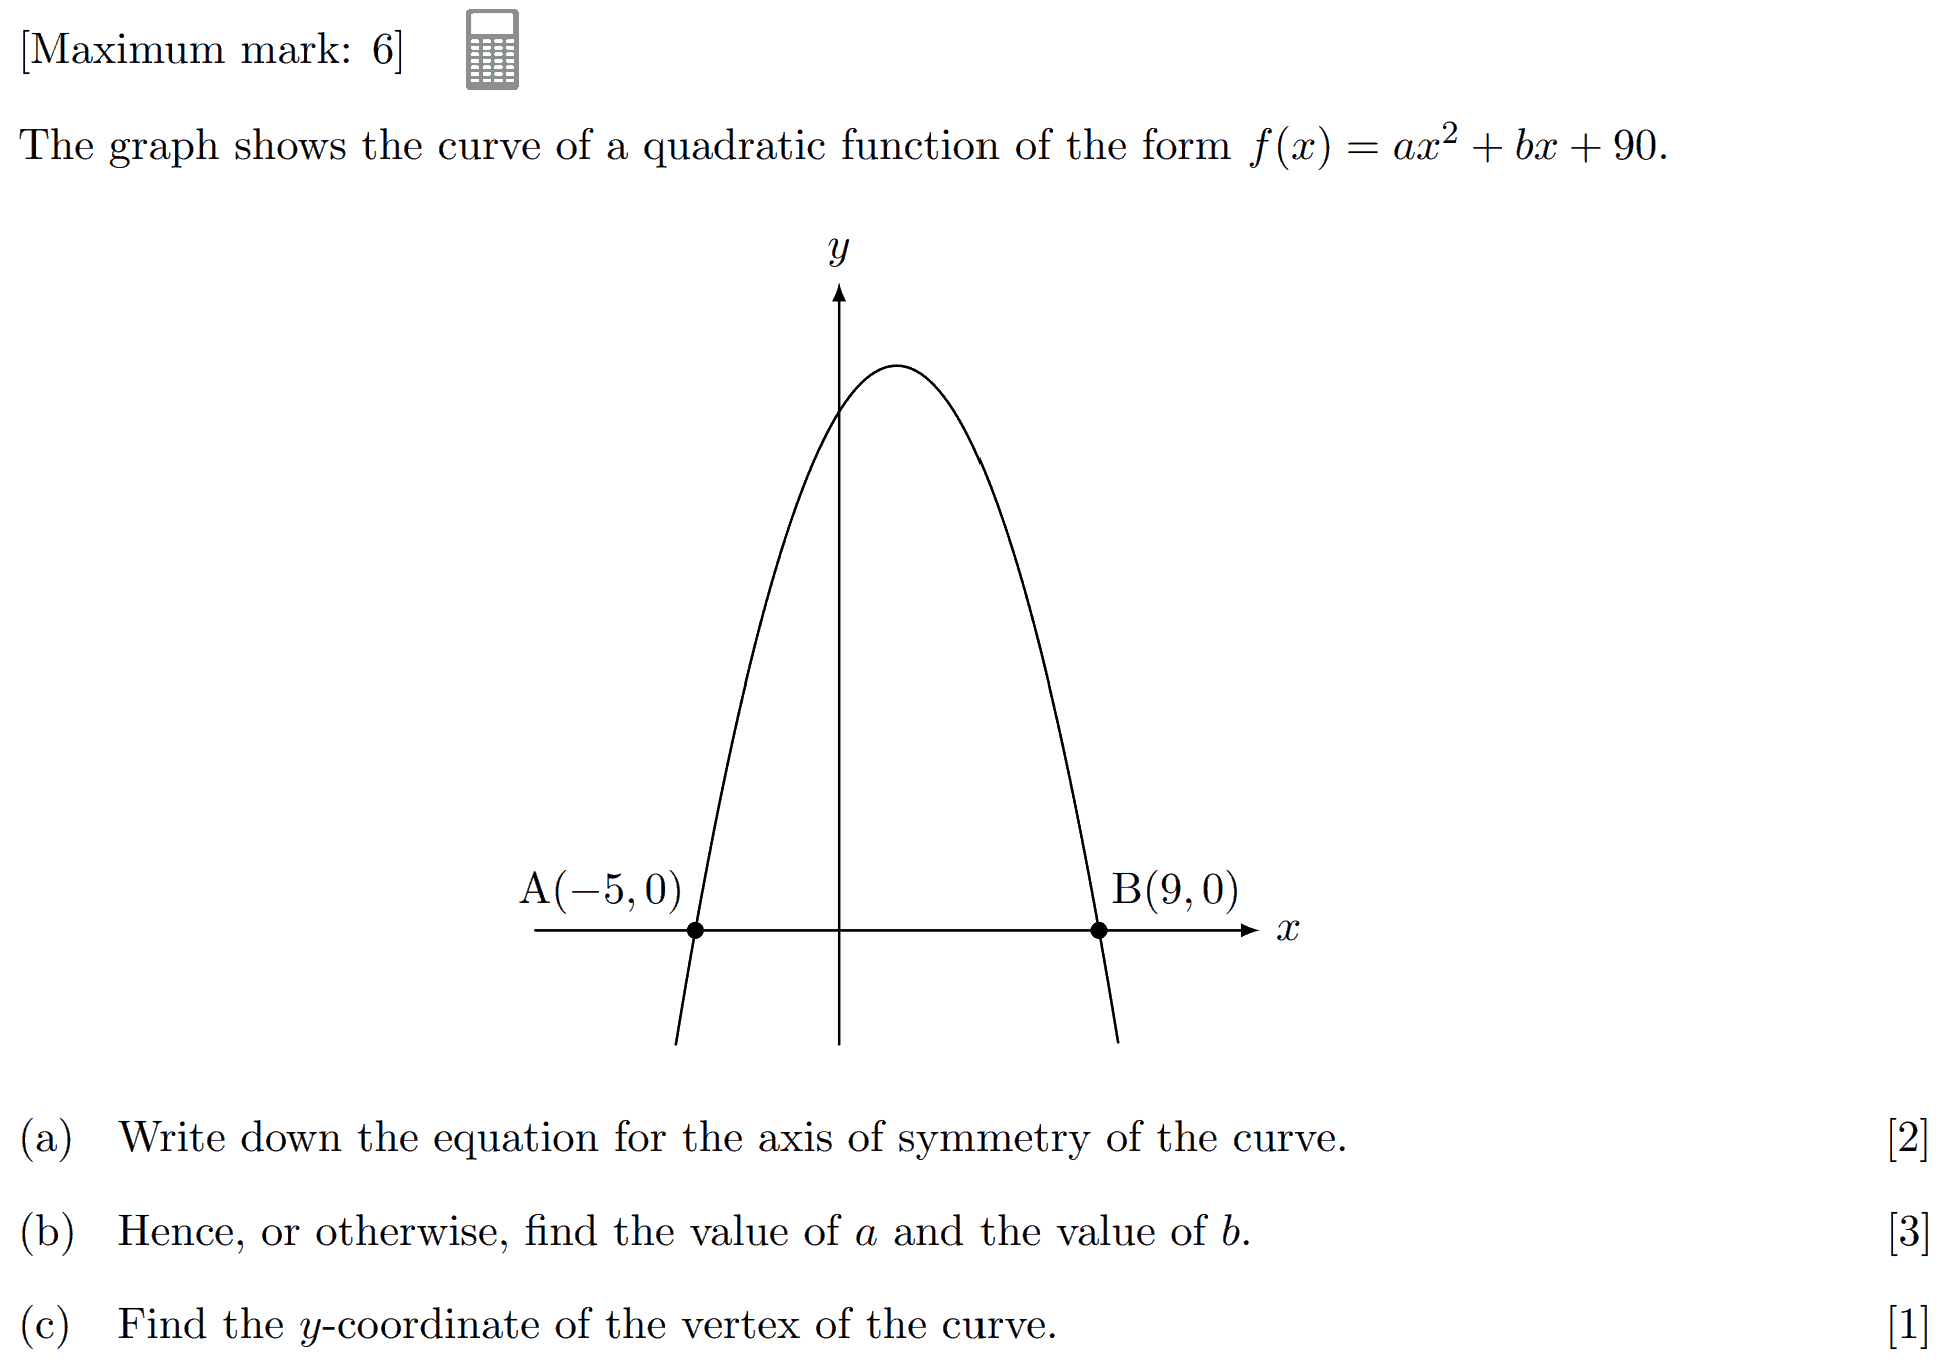 [Maximum mark: 6]
The graph shows the curve of a quadratic function of the form f(x) = ax² + bx + 90.
y
A(−5, 0)
B(9, 0)
x
(a) Write down the equation for the axis of symmetry of the curve. [2]
(b) Hence, or otherwise, find the value of a and the value of b. [3]
(c) Find the y-coordinate of the vertex of the curve. [1]